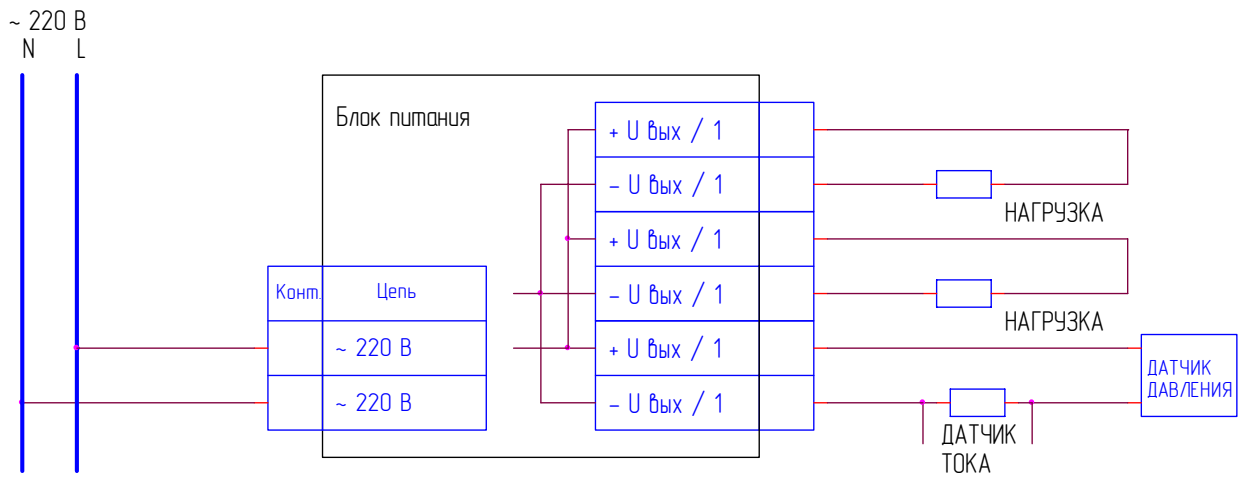 ~ 220 В
N L
Блок питания
+ U вых / 1
- U вых / 1
НАГРУЗКА
+ U вых / 1
Конт. Цепь
- U вых / 1
НАГРУЗКА
~ 220 В
+ U вых / 1
ДАТЧИК
ДАВЛЕНИЯ
~ 220 В
- U вых / 1
ДАТЧИК
ТОКА